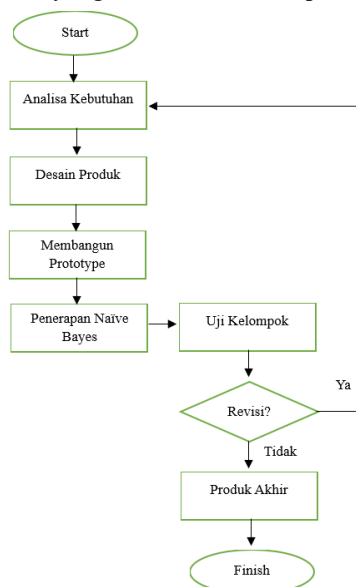 Start
Analisa Kebutuhan
Desain Produk
Membangun
Prototype
Penerapan Naïve
Bayes
Uji Kelompok
Revisi?
Ya
Tidak
Produk Akhir
Finish